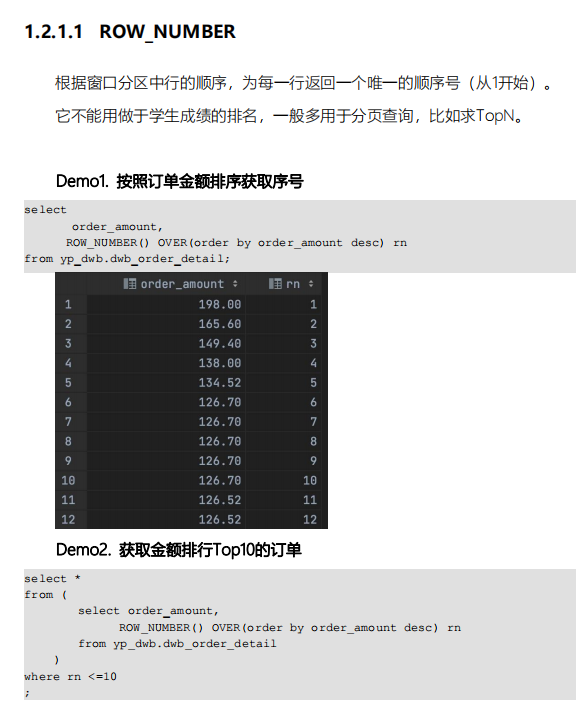 1.2.1.1 ROW_NUMBER
根据窗口分区中行的顺序，为每一行返回一个唯一的顺序号（从1开始）。
它不能用做于学生成绩的排名，一般多用于分页查询，比如求TopN。
Demo1. 按照订单金额排序获取序号
select
order_amount,
ROW_NUMBER() OVER(order by order_amount desc) rn
from yp_dwb.dwb_order_detail;
order_amount rn
1 198.00 1
2 165.60 2
3 149.40 3
4 138.00 4
5 134.52 5
6 126.70 6
7 126.70 7
8 126.70 8
9 126.70 9
10 126.70 10
11 126.52 11
12 126.52 12
Demo2. 获取金额排行Top10的订单
select *
from (
select order_amount,
ROW_NUMBER() OVER(order by order_amount desc) rn
from yp_dwb.dwb_order_detail
)
where rn <=10
;